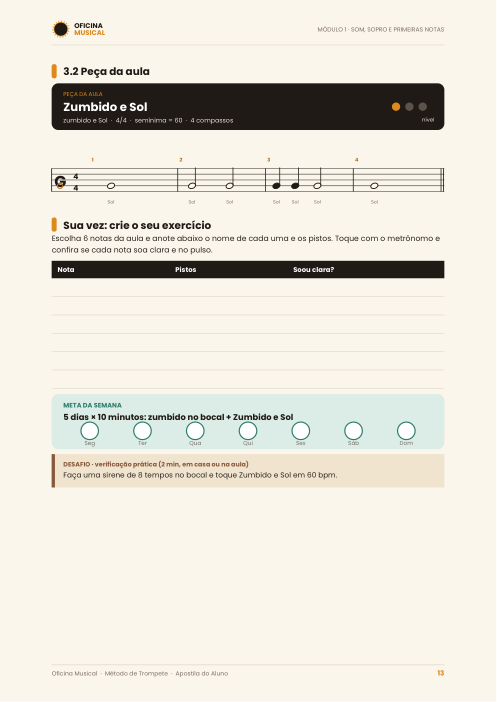 OFICINA
MUSICAL
MÓDULO 1 · SOM, SOPRO E PRIMEIRAS NOTAS
3.2 Peça da aula
PEÇA DA AULA
Zumbido e Sol
zumbido e Sol · 4/4 · semínima = 60 · 4 compassos
nível
1 2 3 4
G 4
4
Sol Sol Sol Sol Sol Sol Sol
Sua vez: crie o seu exercício
Escolha 6 notas da aula e anote abaixo o nome de cada uma e os pistos. Toque com o metrônomo e
confira se cada nota soa clara e no pulso.
Nota Pistos Soou clara?
META DA SEMANA
5 dias × 10 minutos: zumbido no bocal + Zumbido e Sol
Seg Ter Qua Qui Sex Sáb Dom
DESAFIO · verificação prática (2 min, em casa ou na aula)
Faça uma sirene de 8 tempos no bocal e toque Zumbido e Sol em 60 bpm.
Oficina Musical · Método de Trompete · Apostila do Aluno
13